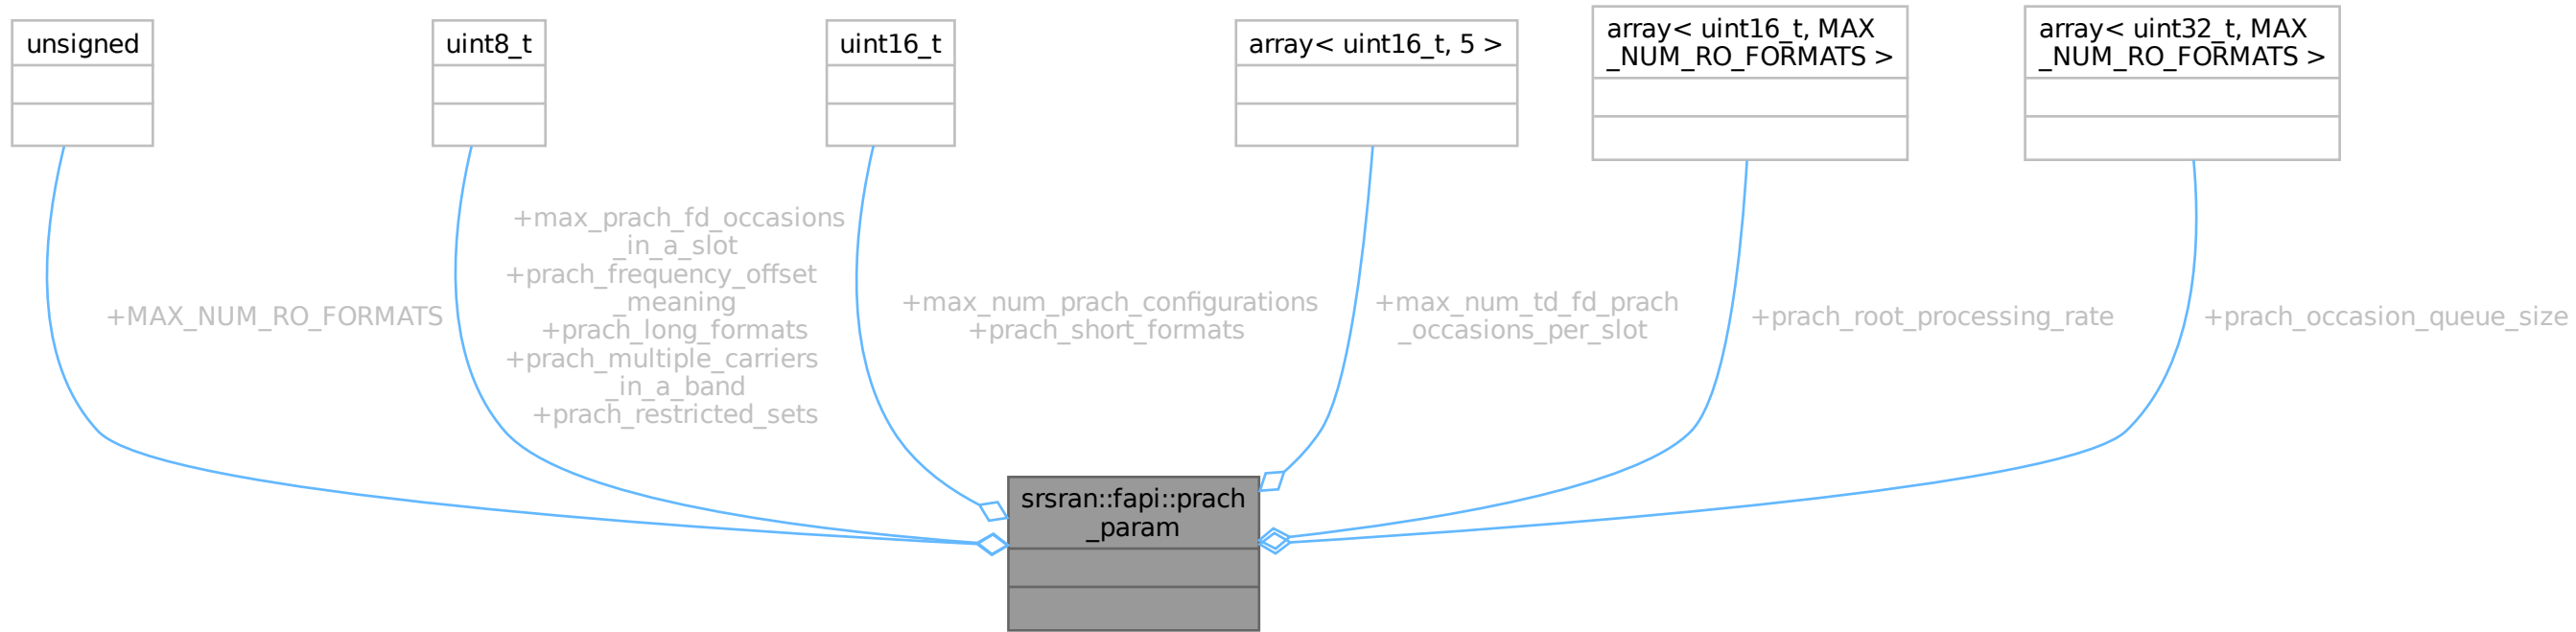 unsigned
uint8_t
uint16_t
array< uint16_t, 5 >
array< uint16_t, MAX
_NUM_RO_FORMATS >
array< uint32_t, MAX
_NUM_RO_FORMATS >
+MAX_NUM_RO_FORMATS
+max_prach_fd_occasions
_in_a_slot
+prach_frequency_offset
_meaning
+prach_long_formats
+prach_multiple_carriers
_in_a_band
+prach_restricted_sets
+max_num_prach_configurations
+prach_short_formats
+max_num_td_fd_prach
_occasions_per_slot
+prach_root_processing_rate
+prach_occasion_queue_size
srsran::fapi::prach
_param